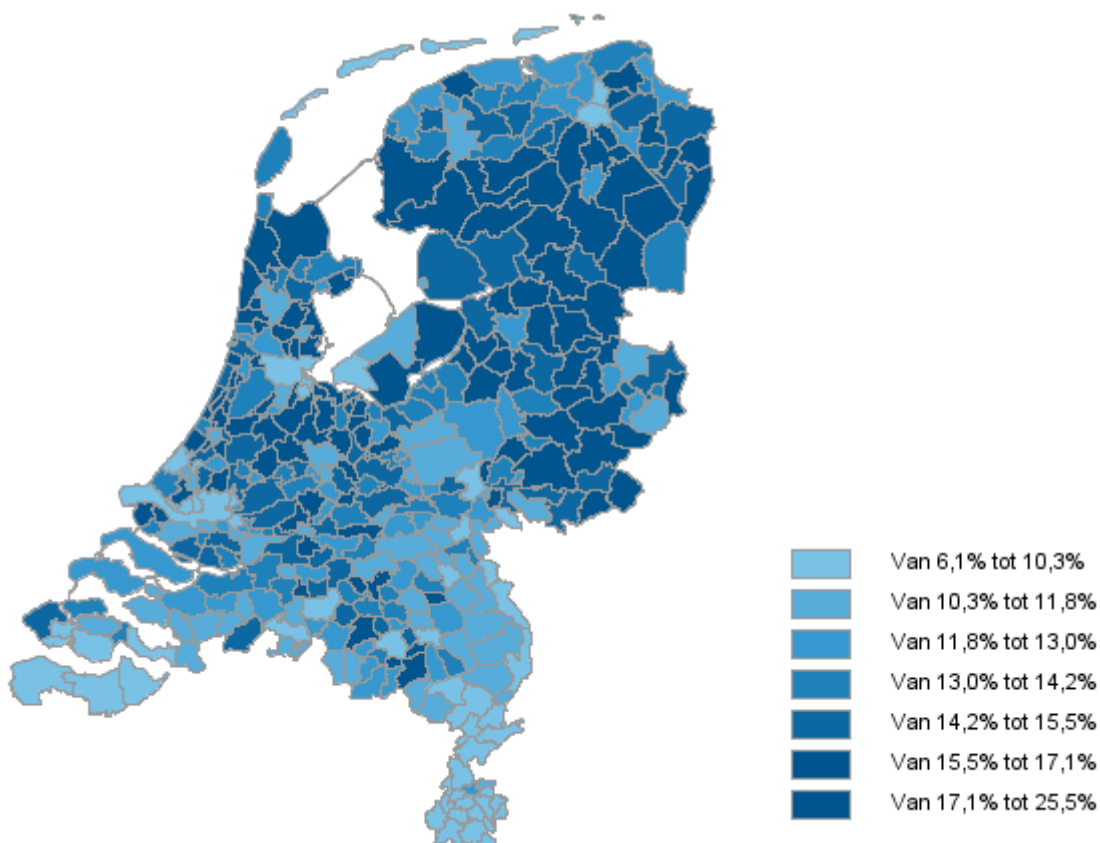 Van 6,1% tot 10,3%
Van 10,3% tot 11,8%
Van 11,8% tot 13,0%
Van 13,0% tot 14,2%
Van 14,2% tot 15,5%
Van 15,5% tot 17,1%
Van 17,1% tot 25,5%